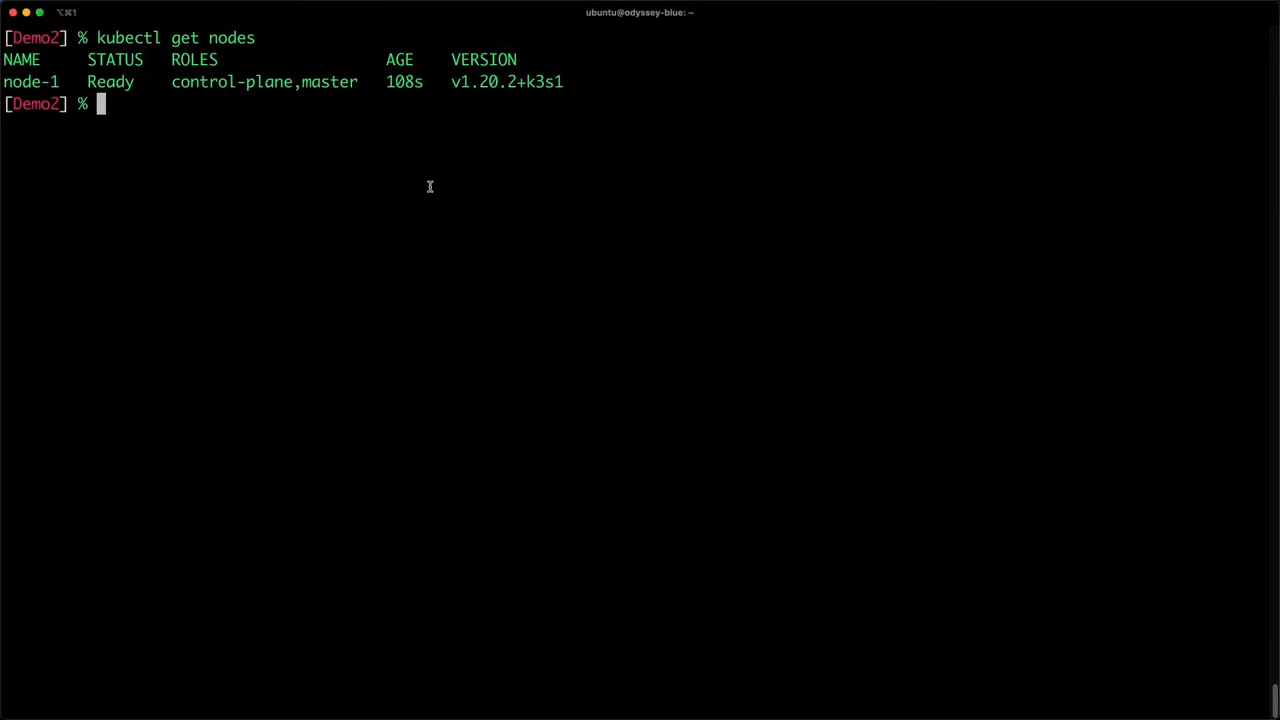 ⌥⌘1
ubuntu@odyssey-blue: ~
[Demo2] % kubectl get nodes
NAME STATUS ROLES AGE VERSION
node-1 Ready control-plane,master 108s v1.20.2+k3s1
[Demo2] %